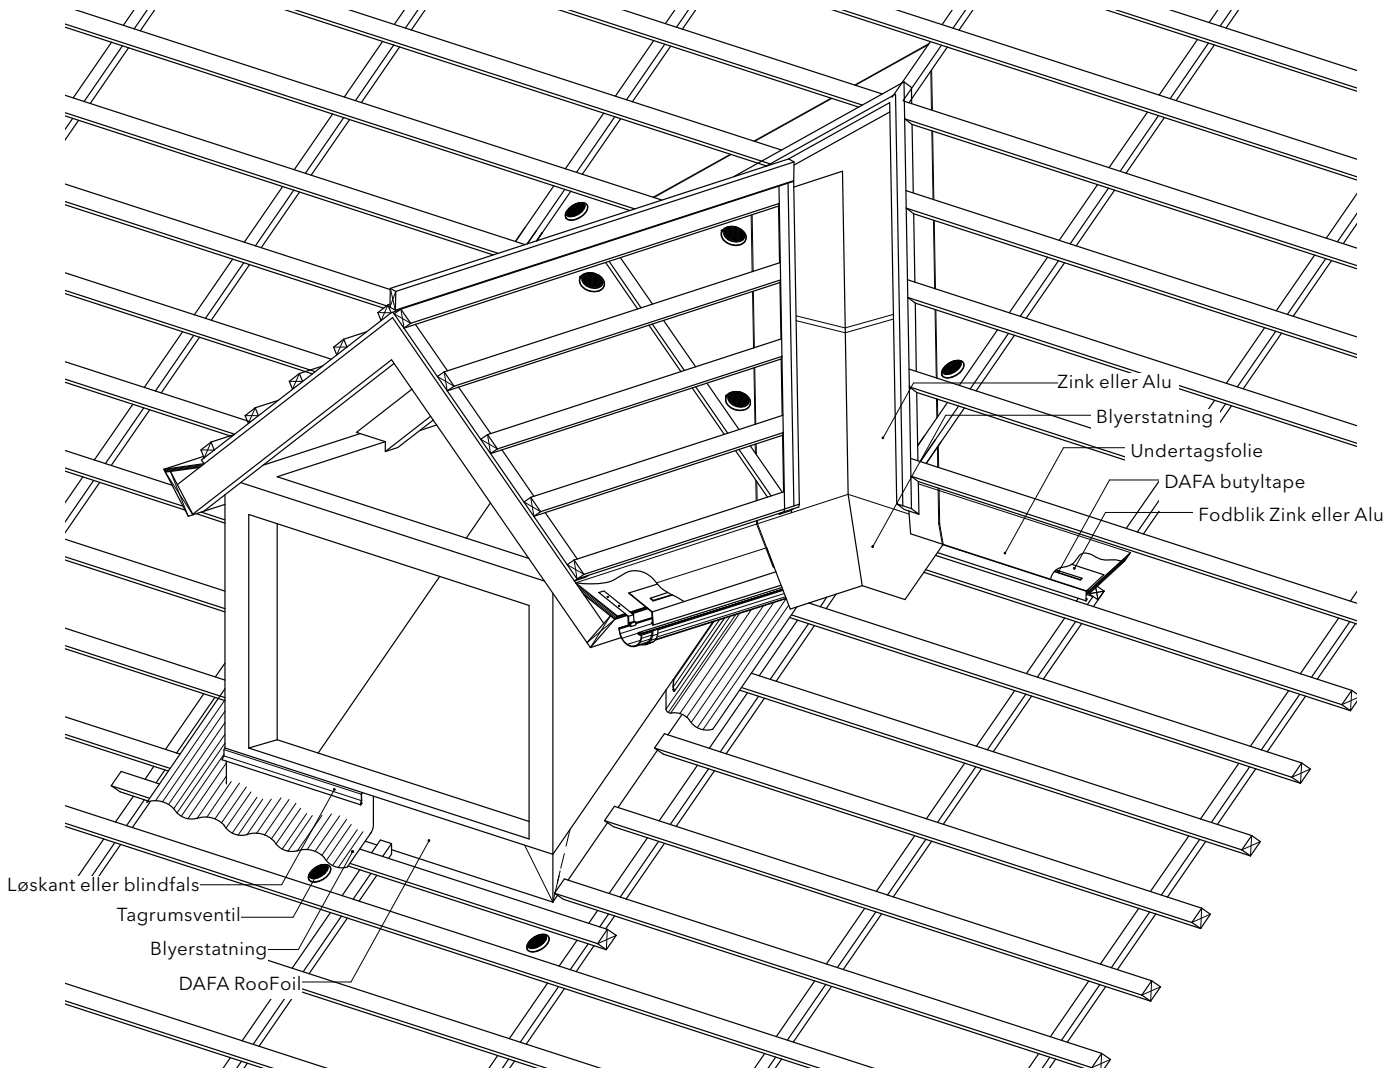 Zink eller Alu
Blyerstatning
Undertagsfolie
DAFA butyltape
Fodblik Zink eller Alu
Løskant eller blindfals
Tagrumsventil
Blyerstatning
DAFA RooFoil